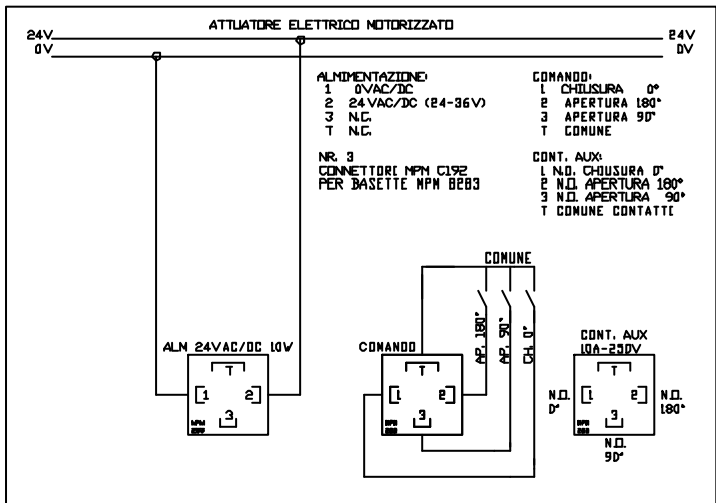 ATTUATORE ELETTRICO MOTORIZZATO
24V
24V
0V
0V
ALIMENTAZIONE:
1 0VAC/DC
2 24VAC/DC (24-36V)
3 N.C.
T N.C.
COMANDO:
1 CHIUSURA 0°
2 APERTURA 180°
3 APERTURA 90°
T COMUNE
NR. 3
CONNETTORI MPM C192
PER BASETTE MPM B283
CONT. AUX:
1 N.O. CHIUSURA 0°
2 N.O. APERTURA 180°
3 N.O. APERTURA 90°
T COMUNE CONTATTI
COMUNE
AP. 180°
AP. 90°
CH. 0°
ALIM 24VAC/DC 10W
T
1 2
3
COMANDO
T
1 2
3
CONT. AUX
10A-250V
T
1 2
3
N.O.
0°
N.O.
180°
N.O.
90°